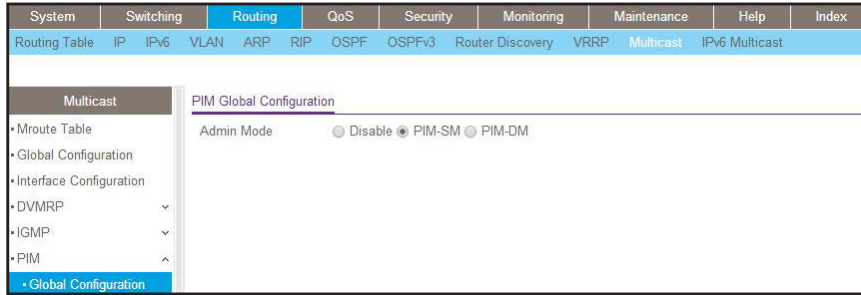 System Switching Routing QoS Security Monitoring Maintenance Help Index
Routing Table IP IPv6 VLAN ARP RIP OSPF OSPFv3 Router Discovery VRRP Multicast IPv6 Multicast
Multicast
Mroute Table
Global Configuration
Interface Configuration
DVMRP
IGMP
PIM
Global Configuration
PIM Global Configuration
Admin Mode Disable PIM-SM PIM-DM